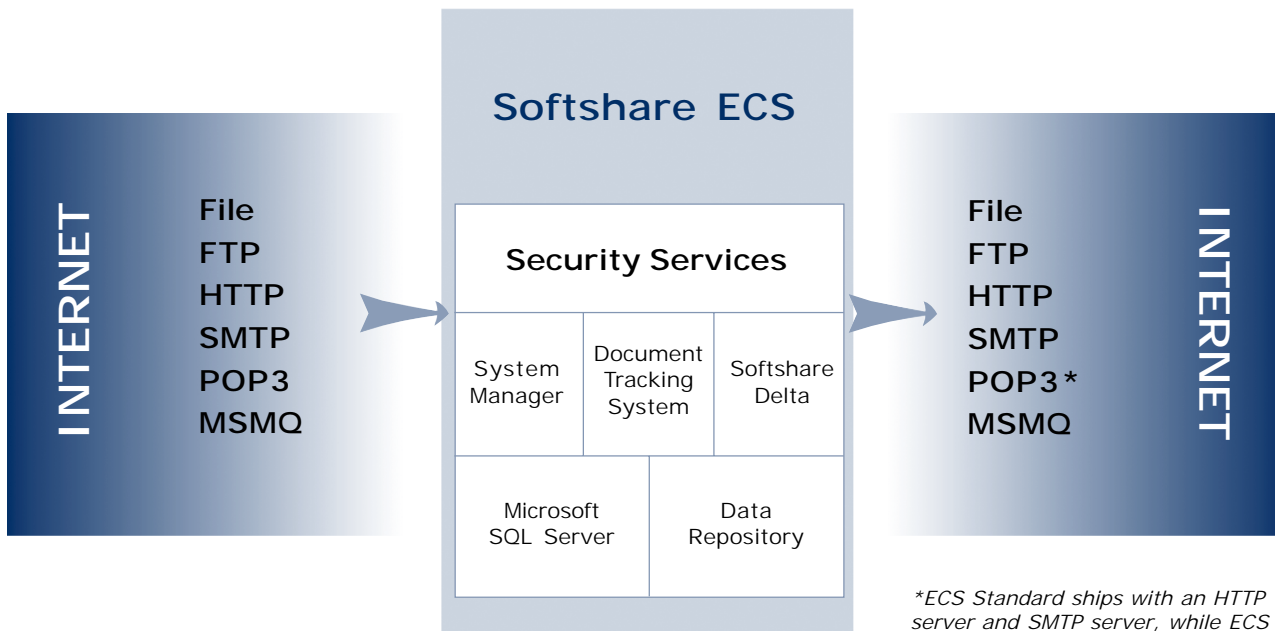 Softshare ECS
INTERNET
File
FTP
HTTP
SMTP
POP3
MSMQ
Security Services
System
Manager
Document
Tracking
System
Softshare
Delta
Microsoft
SQL Server
Data
Repository
File
FTP
HTTP
SMTP
POP3*
MSMQ
INTERNET
*ECS Standard ships with an HTTP
server and SMTP server, while ECS